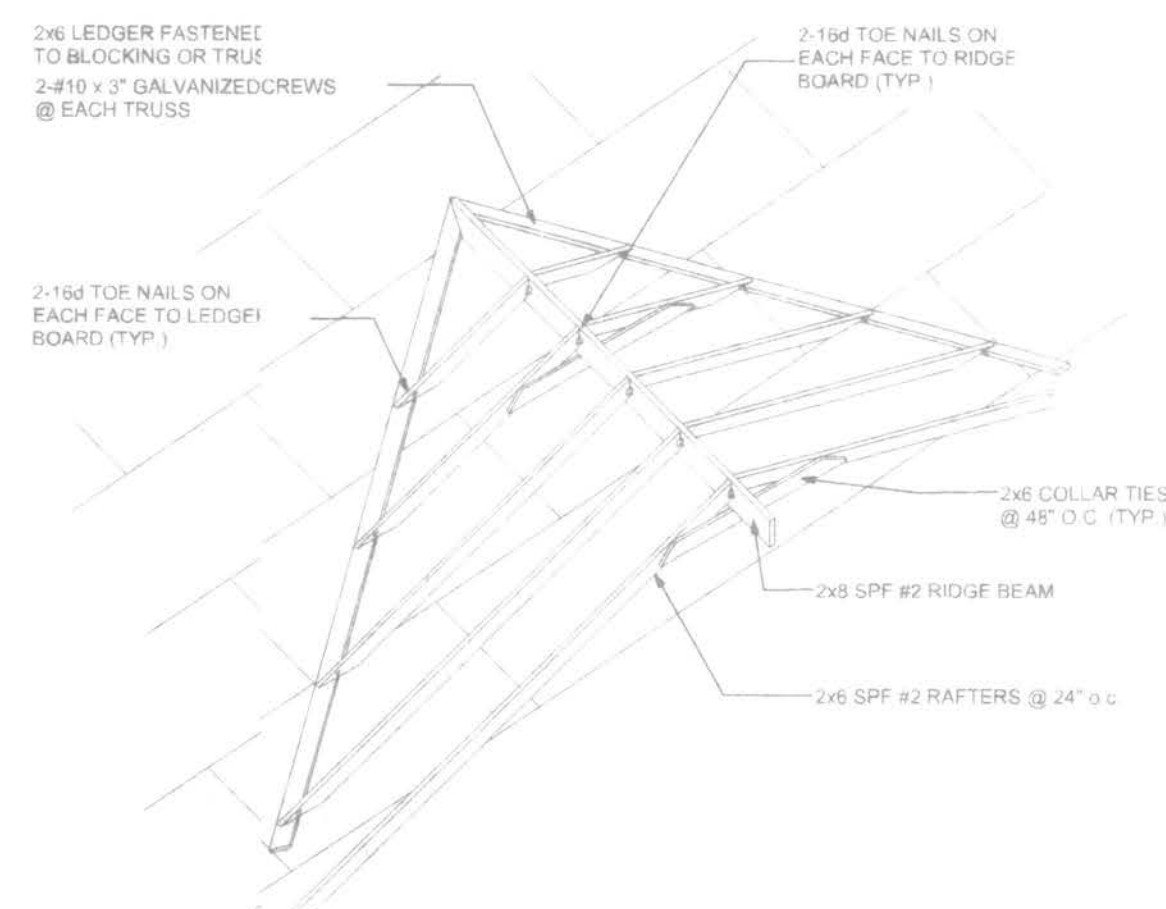 2x6 LEDGER FASTENED
TO BLOCKING OR TRUS
2-#10 x 3" GALVANIZEDCREWS
@ EACH TRUSS
2-16d TOE NAILS ON
EACH FACE TO RIDGE
BOARD (TYP.)
2-16d TOE NAILS ON
EACH FACE TO LEDGEI
BOARD (TYP.)
2x6 COLLAR TIES
@ 48" O.C. (TYP.)
2x8 SPF #2 RIDGE BEAM
2x6 SPF #2 RAFTERS @ 24" o.c.